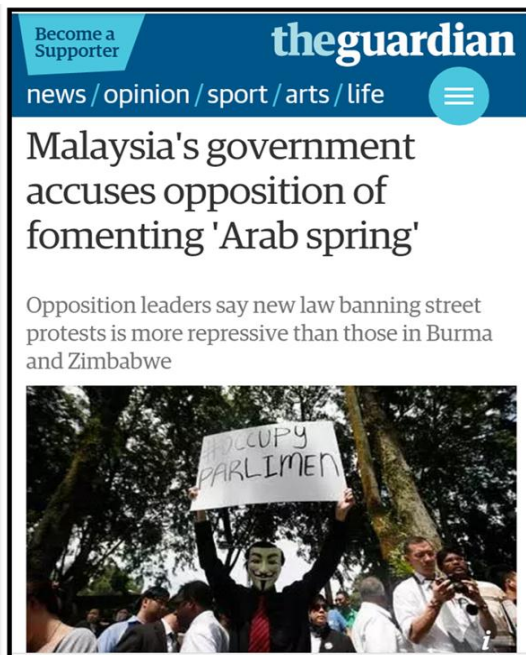 Become a
Supporter
theguardian
news / opinion / sport / arts / life
Malaysia's government
accuses opposition of
fomenting 'Arab spring'
Opposition leaders say new law banning street
protests is more repressive than those in Burma
and Zimbabwe
#OCCUPY
PARLIMEN
i